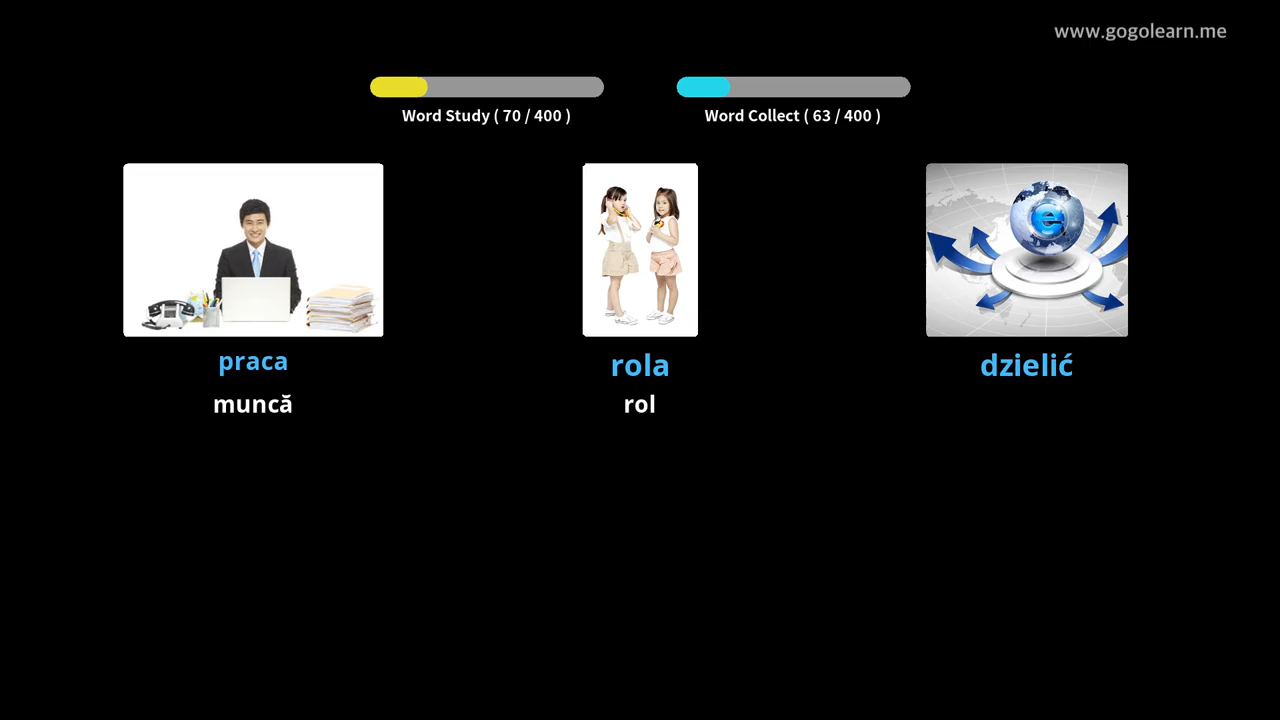 www.gogolearn.me
Word Study ( 70 / 400 )
Word Collect ( 63 / 400 )
e
praca
rola
dzielić
muncă
rol